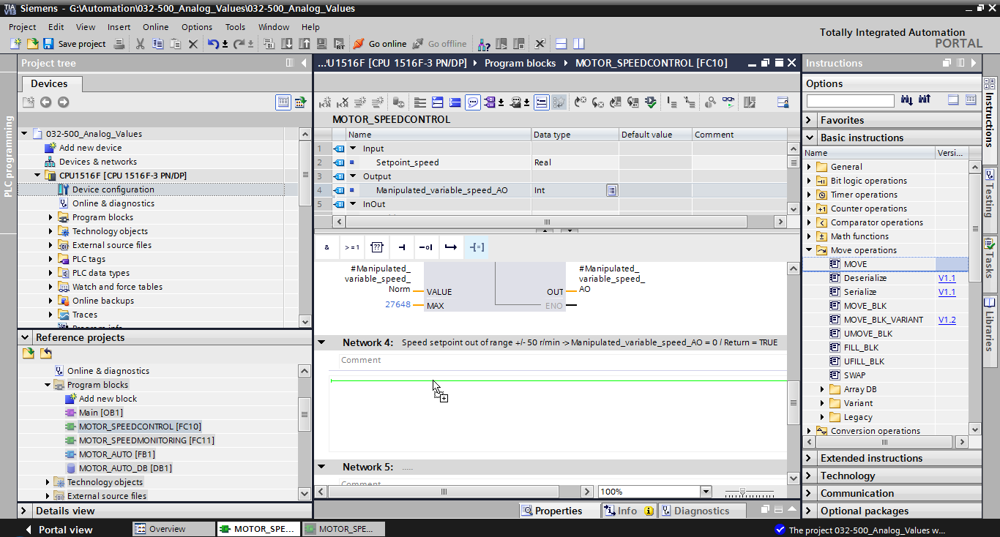 TIA V13 Siemens - G:\Automation\032-500_Analog_Values\032-500_Analog_Values
Project Edit View Insert Online Options Tools Window Help
Save project Go online Go offline
Totally Integrated Automation
PORTAL
PLC programming
Project tree
Devices
032-500_Analog_Values
Add new device
Devices & networks
CPU1516F [CPU 1516F-3 PN/DP]
Device configuration
Online & diagnostics
Program blocks
Technology objects
External source files
PLC tags
PLC data types
Watch and force tables
Online backups
Traces
Program info
Reference projects
Online & diagnostics
Program blocks
Add new block
Main [OB1]
MOTOR_SPEEDCONTROL [FC10]
MOTOR_SPEEDMONITORING [FC11]
MOTOR_AUTO [FB1]
MOTOR_AUTO_DB [DB1]
Technology objects
External source files
Details view
...'U1516F [CPU 1516F-3 PN/DP] Program blocks MOTOR_SPEEDCONTROL [FC10]
MOTOR_SPEEDCONTROL
Name Data type Default value Comment
1 Input
2 Setpoint_speed Real
3 Output
4 Manipulated_variable_speed_AO Int
5 InOut
& >=1 ?? -o| -[=]
#Manipulated_
variable_speed_
Norm VALUE
27648 MAX
#Manipulated_
variable_speed_
OUT AO
ENO
Network 4: Speed setpoint out of range +/- 50 r/min -> Manipulated_variable_speed_AO = 0 / Return = TRUE
Comment
Network 5: .....
Comment
100%
Properties Info Diagnostics
Instructions
Options
Favorites
Basic instructions
Name Versi...
General
Bit logic operations
Timer operations
Counter operations
Comparator operations
Math functions
Move operations
MOVE
Deserialize V1.1
Serialize V1.1
MOVE_BLK
MOVE_BLK_VARIANT V1.2
UMOVE_BLK
FILL_BLK
UFILL_BLK
SWAP
Array DB
Variant
Legacy
Conversion operations
Extended instructions
Technology
Communication
Optional packages
Instructions
Testing
Tasks
Libraries
Portal view Overview MOTOR_SPE... MOTOR_SPE...
The project 032-500_Analog_Values w...